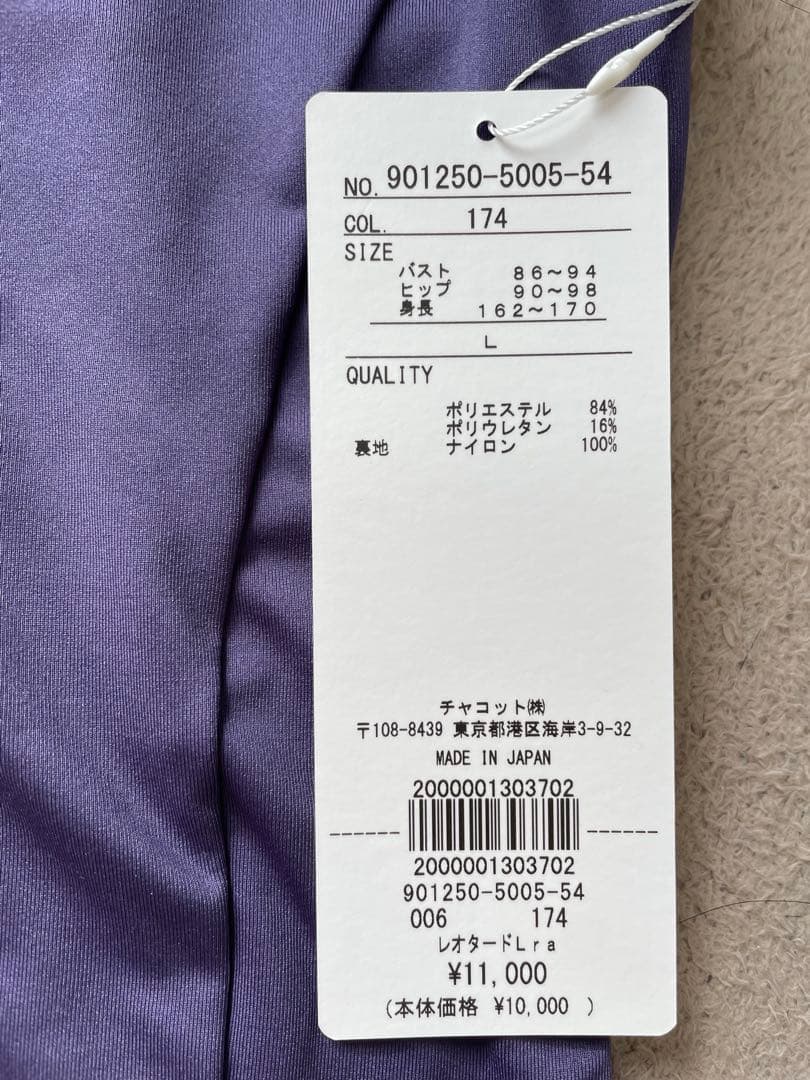 NO. 901250-5005-54
COL. 174
SIZE
バスト 86～94
ヒップ 90～98
身長 162～170
L
QUALITY
ポリエステル 84%
ポリウレタン 16%
裏地 ナイロン 100%
チャコット㈱
〒108-8439 東京都港区海岸3-9-32
MADE IN JAPAN
2000001303702
2000001303702
901250-5005-54
006 174
レオタードLra
¥11,000
(本体価格 ¥10,000 )